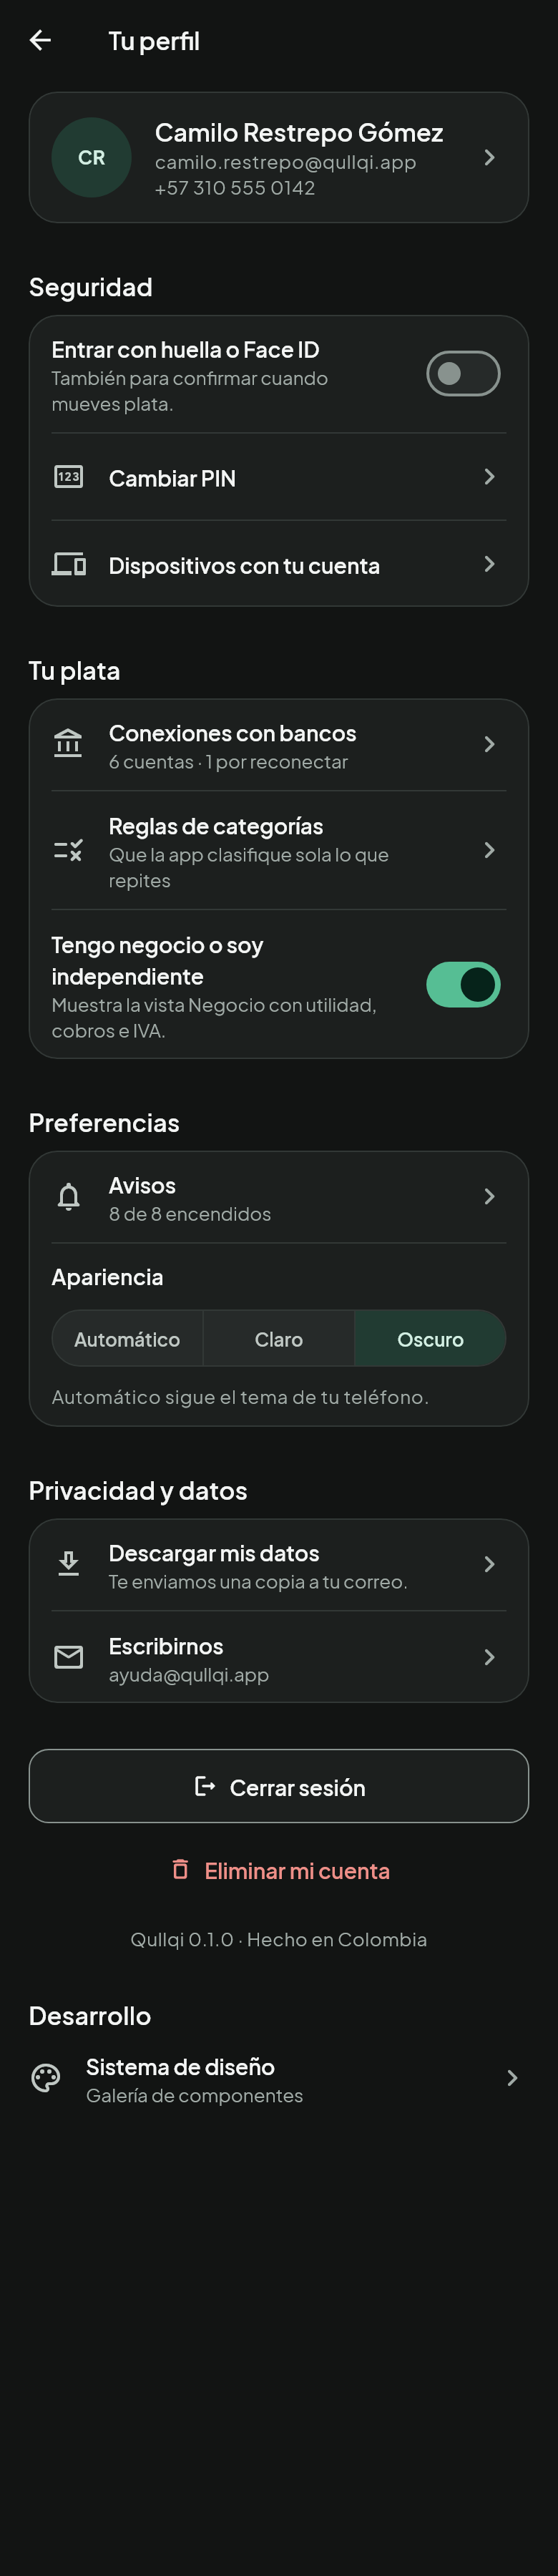 Tu perfil
CR
Camilo Restrepo Gómez
camilo.restrepo@qullqi.app
+57 310 555 0142
Seguridad
Entrar con huella o Face ID
También para confirmar cuando
mueves plata.
123
Cambiar PIN
Dispositivos con tu cuenta
Tu plata
Conexiones con bancos
6 cuentas · 1 por reconectar
Reglas de categorías
Que la app clasifique sola lo que
repites
Tengo negocio o soy
independiente
Muestra la vista Negocio con utilidad,
cobros e IVA.
Preferencias
Avisos
8 de 8 encendidos
Apariencia
Automático Claro Oscuro
Automático sigue el tema de tu teléfono.
Privacidad y datos
Descargar mis datos
Te enviamos una copia a tu correo.
Escribirnos
ayuda@qullqi.app
Cerrar sesión
Eliminar mi cuenta
Qullqi 0.1.0 · Hecho en Colombia
Desarrollo
Sistema de diseño
Galería de componentes